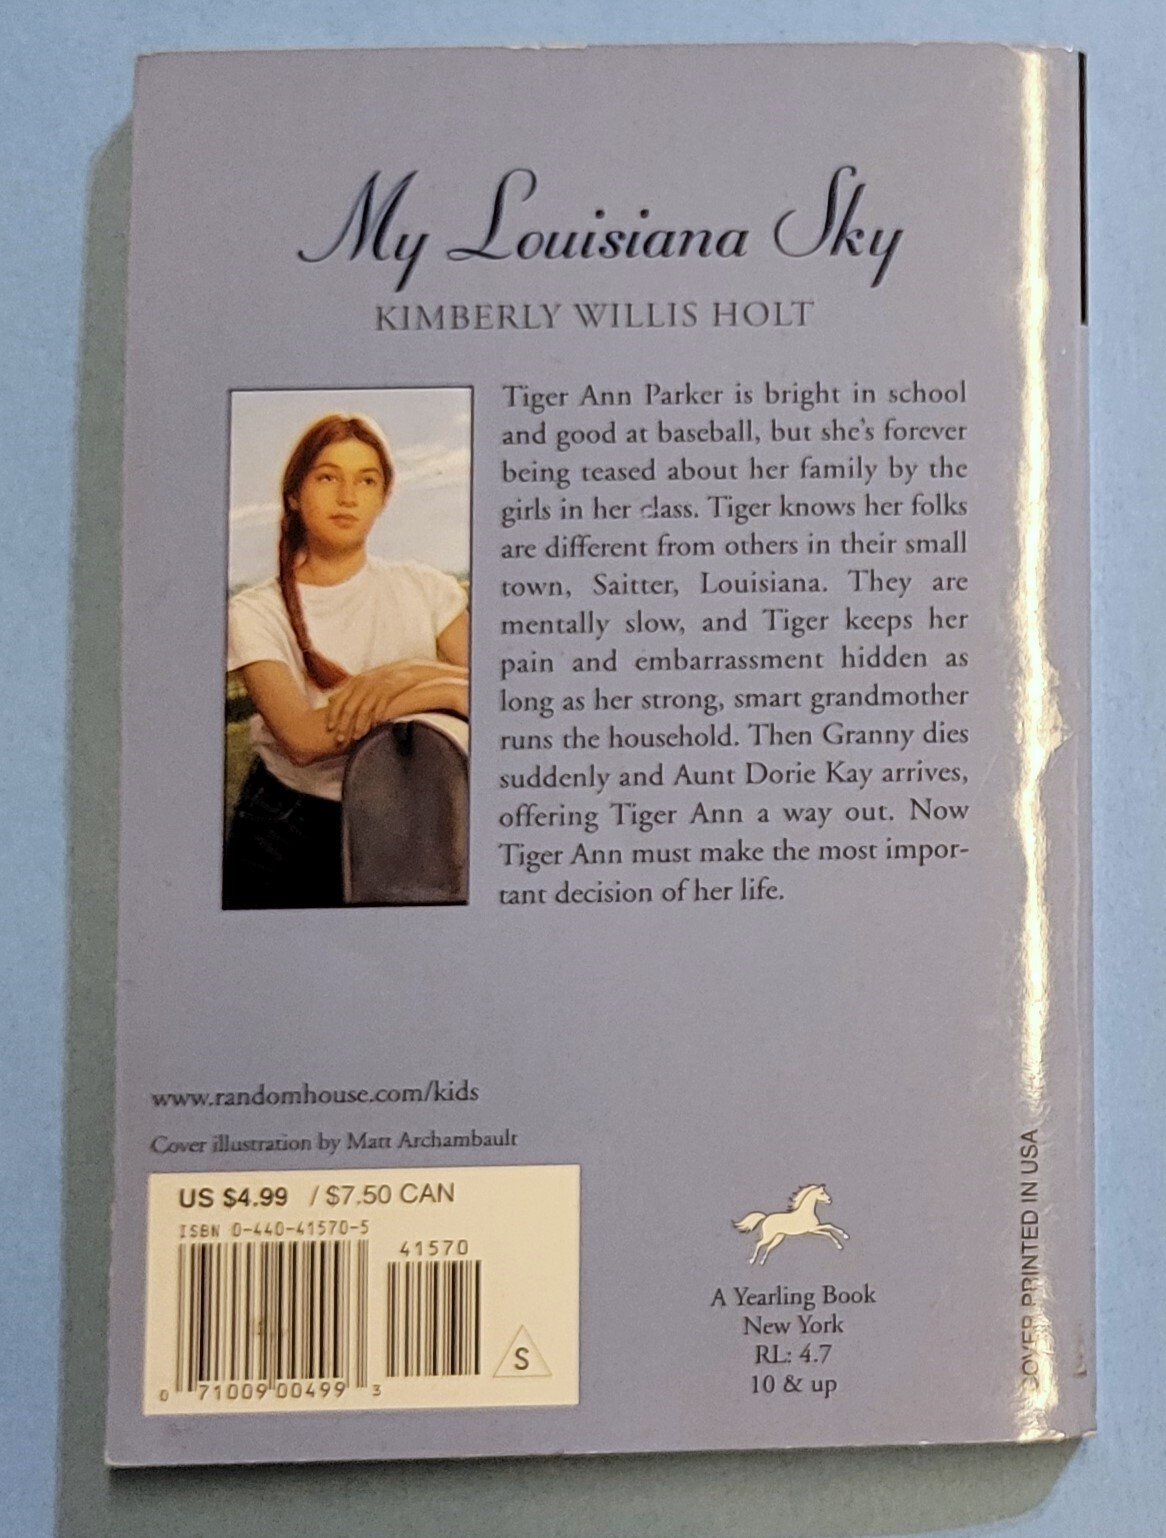 My Louisiana Sky
KIMBERLY WILLIS HOLT
Tiger Ann Parker is bright in school
and good at baseball, but she's forever
being teased about her family by the
girls in her class. Tiger knows her folks
are different from others in their small
town, Saitter, Louisiana. They are
mentally slow, and Tiger keeps her
pain and embarrassment hidden as
long as her strong, smart grandmother
runs the household. Then Granny dies
suddenly and Aunt Dorie Kay arrives,
offering Tiger Ann a way out. Now
Tiger Ann must make the most impor-
tant decision of her life.
www.randomhouse.com/kids
Cover illustration by Matt Archambault
US $4.99 / $7.50 CAN
ISBN 0-440-41570-5
41570
S
0 71009 00499 3
A Yearling Book
New York
RL: 4.7
10 & up
COVER PRINTED IN USA